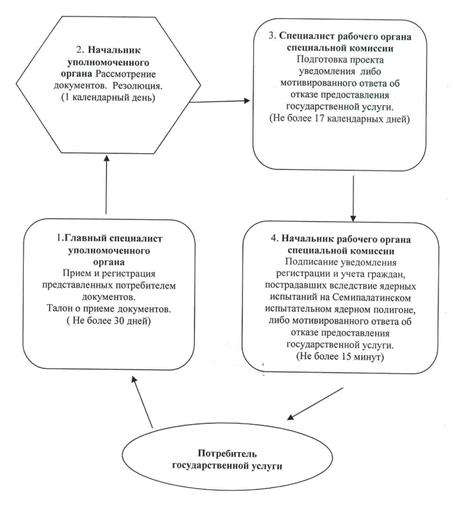 2. Начальник
уполномоченного
органа Рассмотрение
документов. Резолюция.
(1 календарный день)
3. Специалист рабочего органа
специальной комиссии
Подготовка проекта
уведомления либо
мотивированного ответа об
отказе предоставления
государственной услуги.
(Не более 17 календарных дней)
1.Главный специалист
уполномоченного
органа
Прием и регистрация
представленных потребителем
документов.
Талон о приеме документов.
( Не более 30 дней)
4. Начальник рабочего органа
специальной комиссии
Подписание уведомления
регистрации и учета граждан,
пострадавших вследствие ядерных
испытаний на Семипалатинском
испытательном ядерном полигоне,
либо мотивированного ответа об
отказе предоставления
государственной услуги.
(Не более 15 минут)
Потребитель
государственной услуги